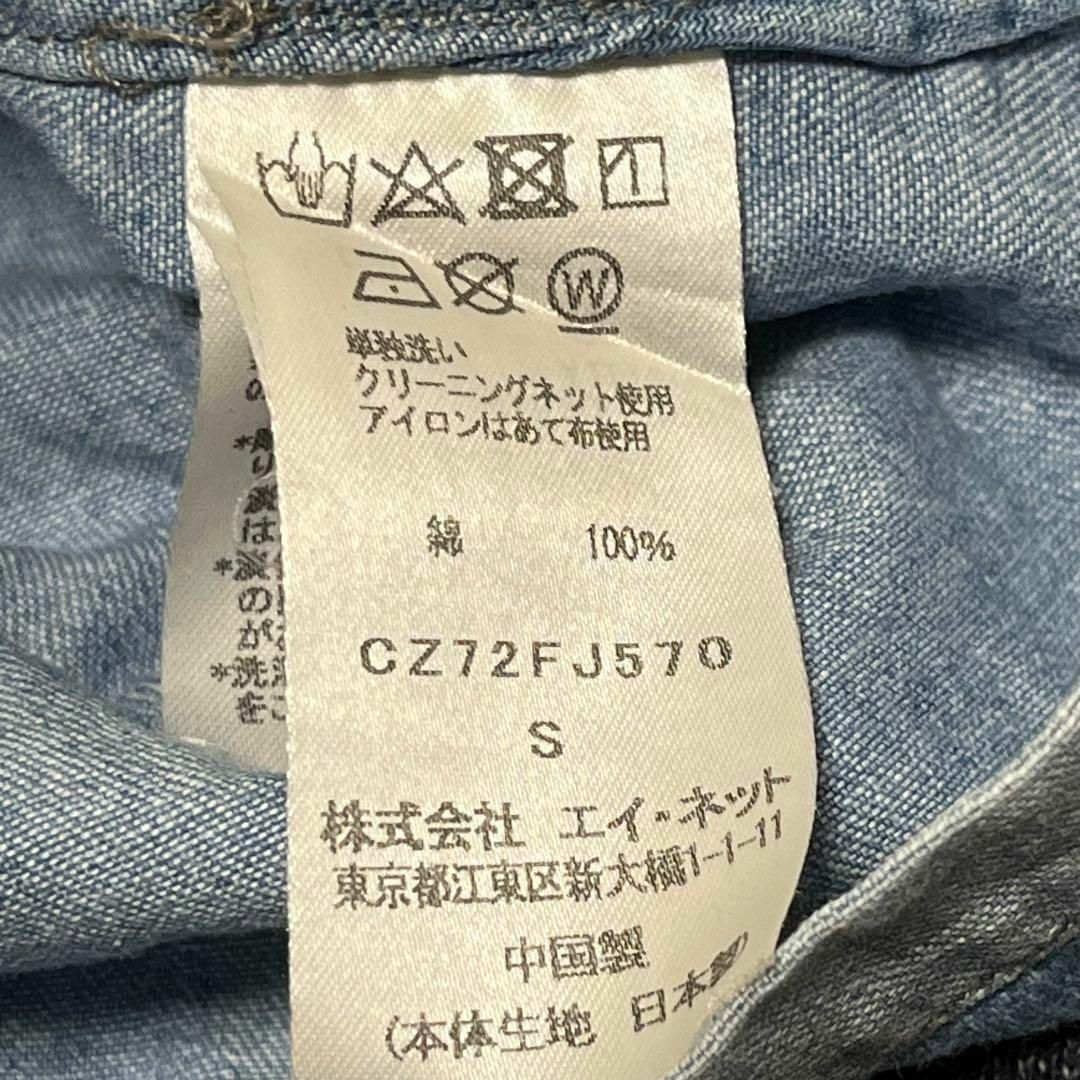 W
単独洗い
クリーニングネット使用
アイロンはあて布使用
綿 100%
CZ72FJ570
S
株式会社 エイ・ネット
東京都江東区新大橋1-1-11
中国製
(本体生地 日本製